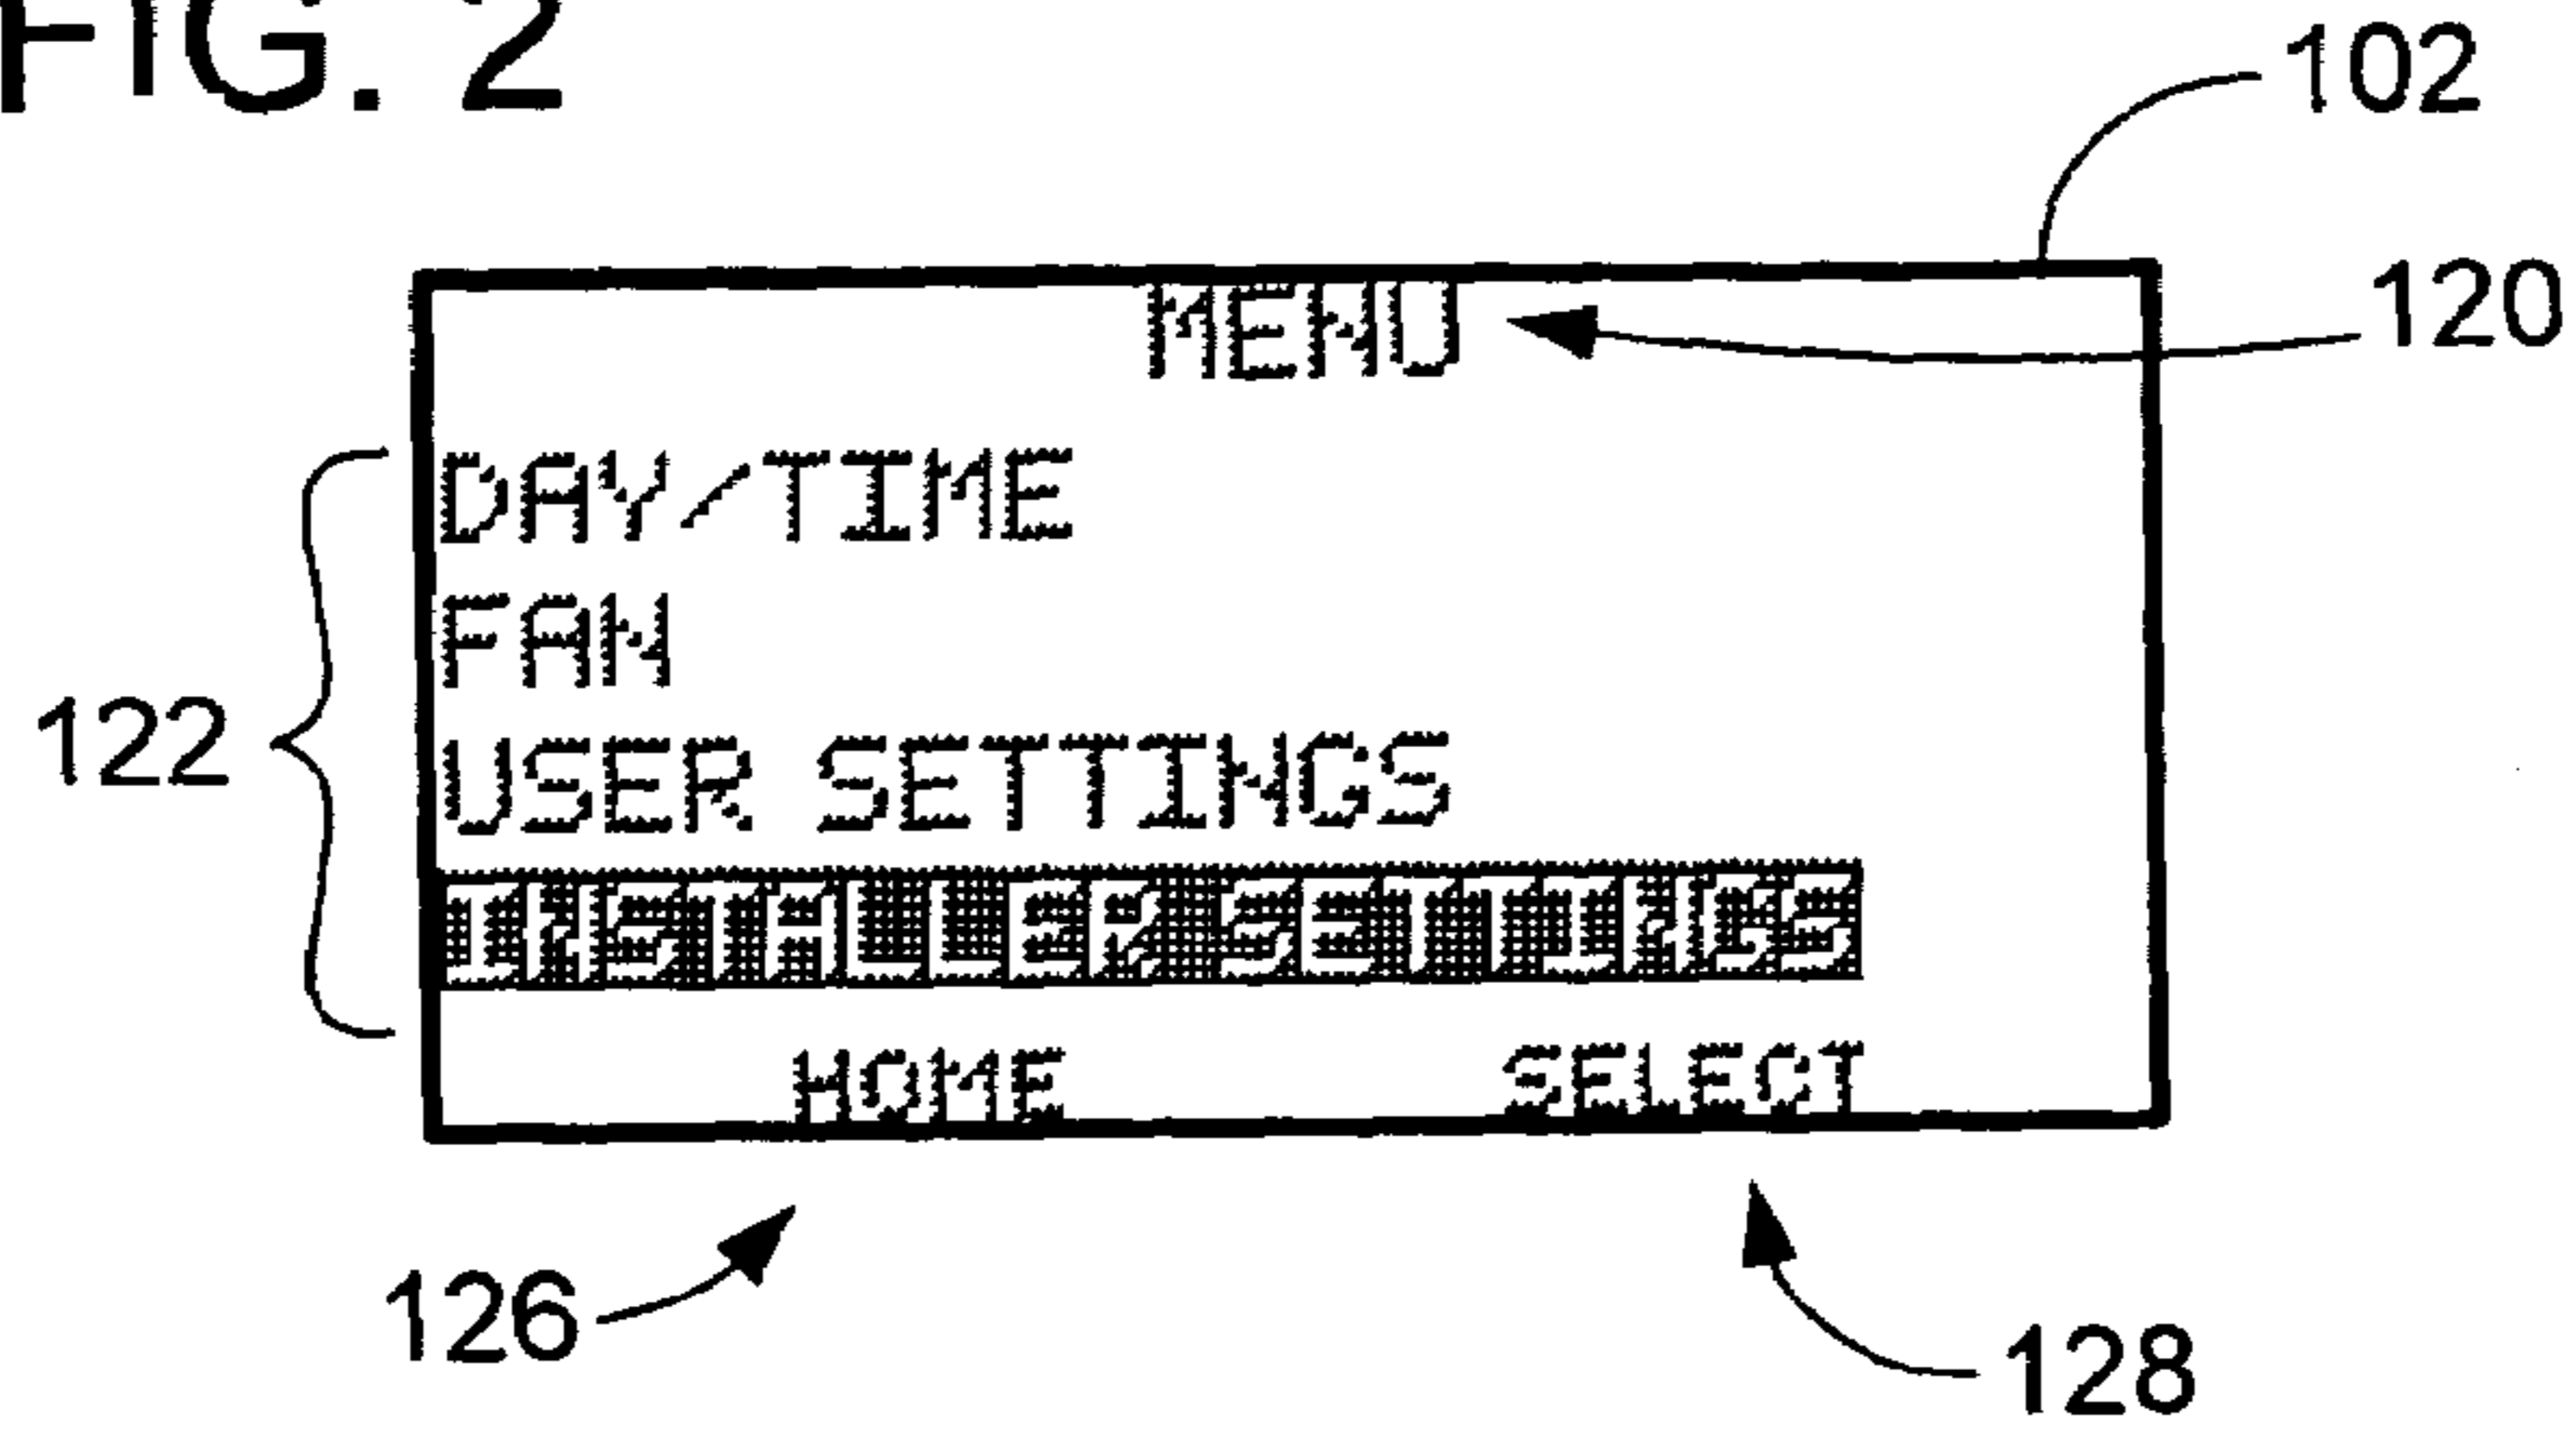 FIG. 2
102
MENU
120
DAY/TIME
FAN
122
USER SETTINGS
INSTALLER SETTINGS
HOME SELECT
126
128